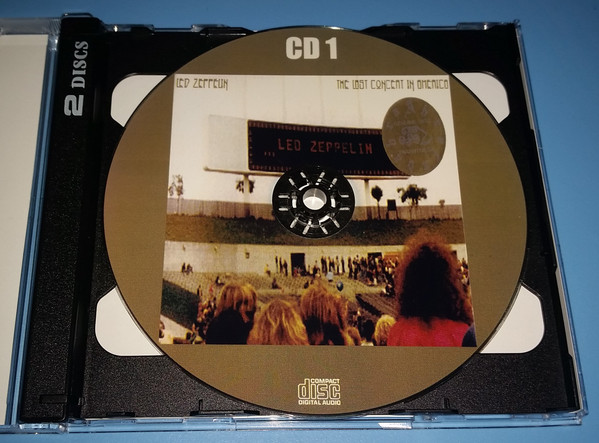 2 DISCS
CD 1
LED ZEPPELIN
THE LOST CONCERT IN AMERICA
LED ZEPPELIN
COMPACT
disc
DIGITAL AUDIO